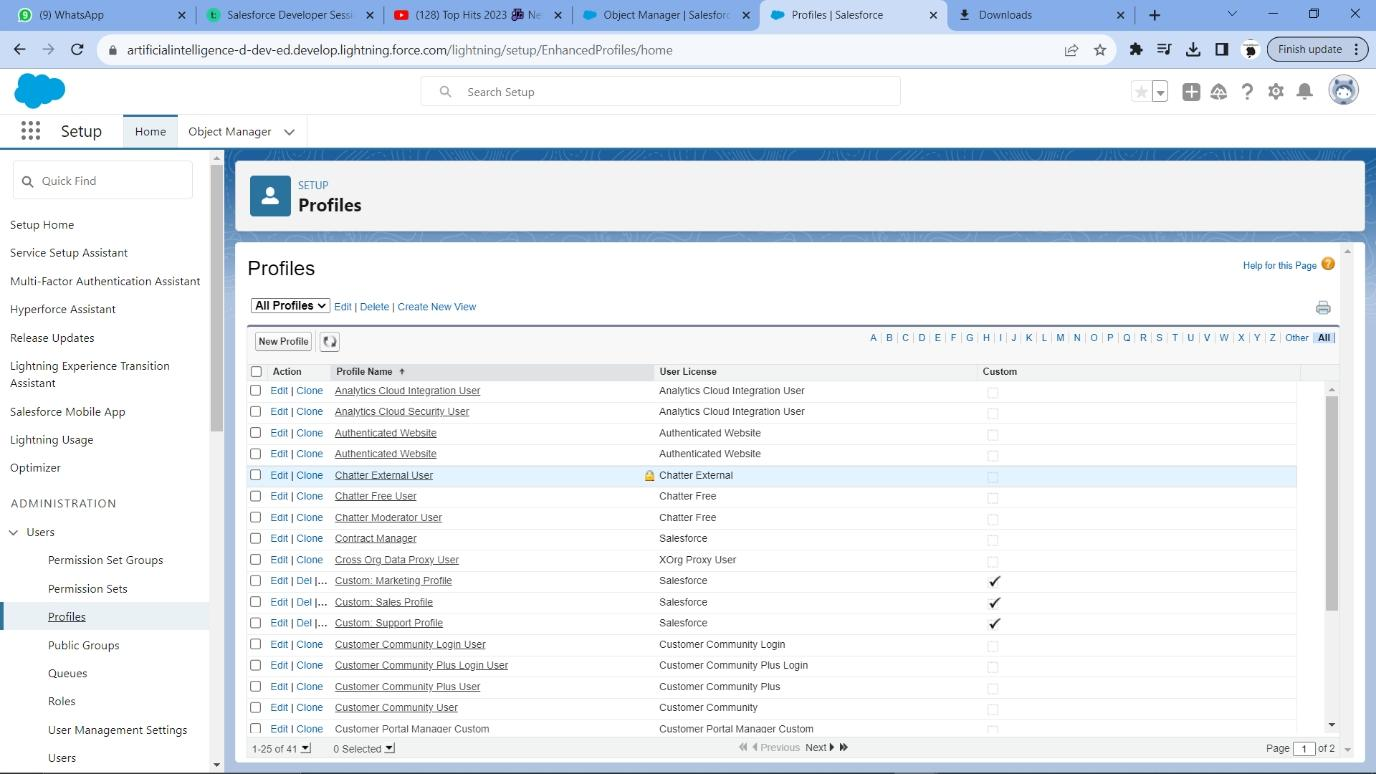 (9) WhatsApp
Salesforce Developer Sessi
(128) Top Hits 2023 🎧 Ne
Object Manager | Salesforc
Profiles | Salesforce
Downloads
artificialintelligence-d-dev-ed.develop.lightning.force.com/lightning/setup/EnhancedProfiles/home
Finish update
Search Setup
Setup
Home
Object Manager
Quick Find
Setup Home
Service Setup Assistant
Multi-Factor Authentication Assistant
Hyperforce Assistant
Release Updates
Lightning Experience Transition
Assistant
Salesforce Mobile App
Lightning Usage
Optimizer
ADMINISTRATION
Users
Permission Set Groups
Permission Sets
Profiles
Public Groups
Queues
Roles
User Management Settings
Users
SETUP
Profiles
Profiles
Help for this Page
All Profiles Edit | Delete | Create New View
New Profile
A | B | C | D | E | F | G | H | I | J | K | L | M | N | O | P | Q | R | S | T | U | V | W | X | Y | Z | Other | All
Action Profile Name ↑ User License Custom
Edit | Clone Analytics Cloud Integration User Analytics Cloud Integration User
Edit | Clone Analytics Cloud Security User Analytics Cloud Integration User
Edit | Clone Authenticated Website Authenticated Website
Edit | Clone Authenticated Website Authenticated Website
Edit | Clone Chatter External User Chatter External
Edit | Clone Chatter Free User Chatter Free
Edit | Clone Chatter Moderator User Chatter Free
Edit | Clone Contract Manager Salesforce
Edit | Clone Cross Org Data Proxy User XOrg Proxy User
Edit | Del |... Custom: Marketing Profile Salesforce ✓
Edit | Del |... Custom: Sales Profile Salesforce ✓
Edit | Del |... Custom: Support Profile Salesforce ✓
Edit | Clone Customer Community Login User Customer Community Login
Edit | Clone Customer Community Plus Login User Customer Community Plus Login
Edit | Clone Customer Community Plus User Customer Community Plus
Edit | Clone Customer Community User Customer Community
Edit | Clone Customer Portal Manager Custom Customer Portal Manager Custom
1-25 of 41 0 Selected Previous Next Page 1 of 2